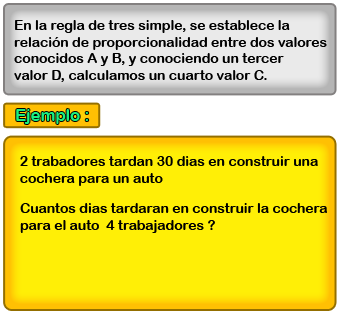 En la regla de tres simple, se establece la
relación de proporcionalidad entre dos valores
conocidos A y B, y conociendo un tercer
valor D, calculamos un cuarto valor C.
Ejemplo :
2 trabadores tardan 30 dias en construir una
cochera para un auto
Cuantos dias tardaran en construir la cochera
para el auto 4 trabajadores ?